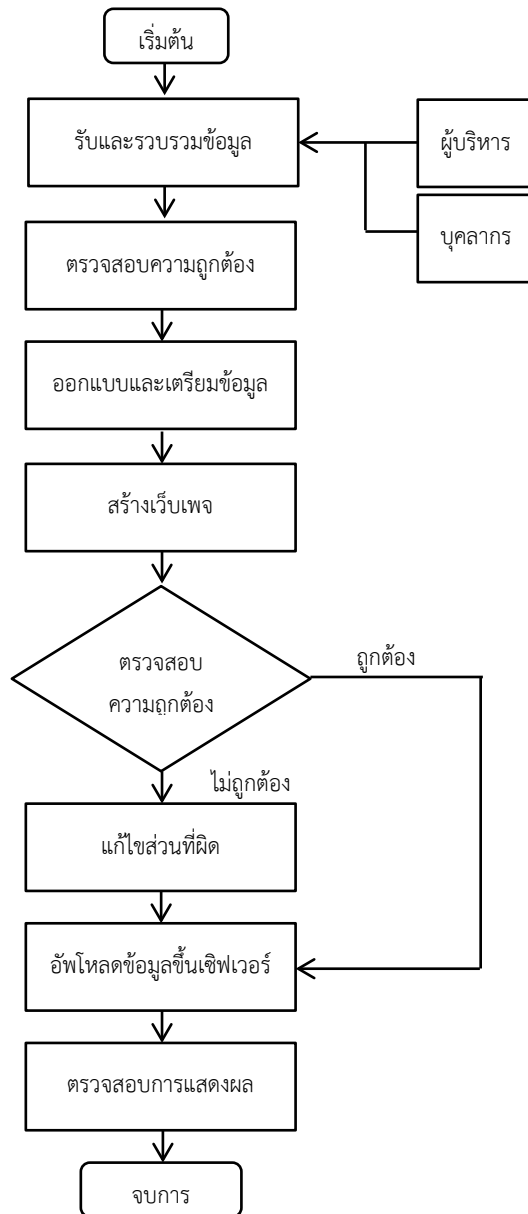 เริ่มต้น
รับและรวบรวมข้อมูล
ผู้บริหาร
บุคลากร
ตรวจสอบความถูกต้อง
ออกแบบและเตรียมข้อมูล
สร้างเว็บเพจ
ตรวจสอบ
ความถูกต้อง
ถูกต้อง
ไม่ถูกต้อง
แก้ไขส่วนที่ผิด
อัพโหลดข้อมูลขึ้นเซิฟเวอร์
ตรวจสอบการแสดงผล
จบการ